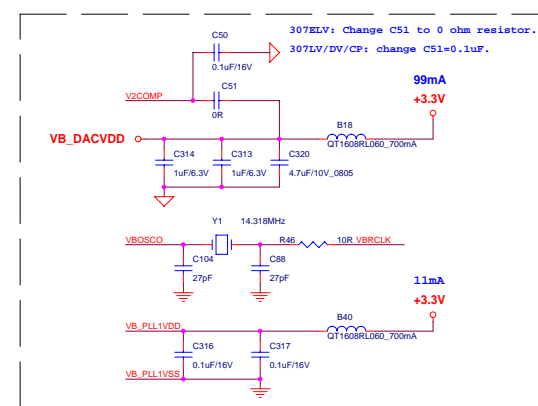 307ELV: Change C51 to 0 ohm resistor.
C50
307LV/DV/CP: change C51=0.1uF.
0.1uF/16V
C51
99mA
V2COMP
+3.3V
0R
B18
VB_DACVDD
C314
C313
C320
QT1608RL060_700mA
1uF/6.3V
1uF/6.3V
4.7uF/10V_0805
Y1
14.318MHz
VBOSCO
R46
10R
VBRCLK
C104
C88
27pF
27pF
11mA
+3.3V
B40
VB_PLL1VDD
QT1608RL060_700mA
C316
C317
0.1uF/16V
0.1uF/16V
VB_PLL1VSS